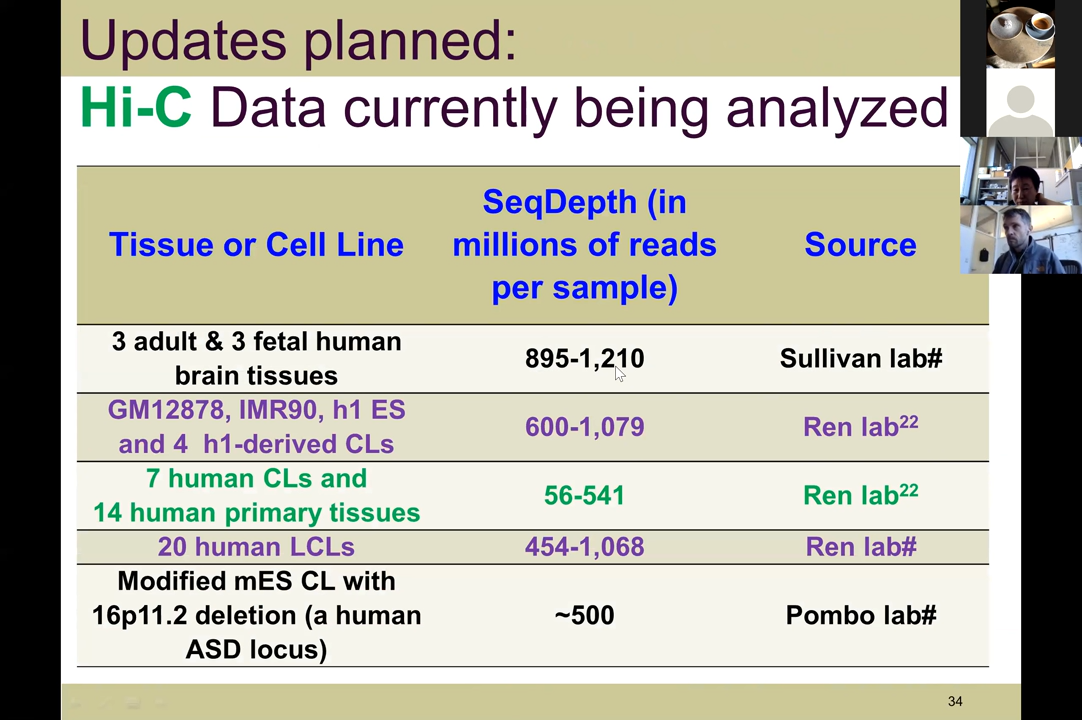 Updates planned:
Hi-C Data currently being analyzed
Tissue or Cell Line
SeqDepth (in
millions of reads
per sample)
Source
3 adult & 3 fetal human
brain tissues
895-1,210
Sullivan lab#
GM12878, IMR90, h1 ES
and 4 h1-derived CLs
600-1,079
Ren lab22
7 human CLs and
14 human primary tissues
56-541
Ren lab22
20 human LCLs
454-1,068
Ren lab#
Modified mES CL with
16p11.2 deletion (a human
ASD locus)
~500
Pombo lab#
34